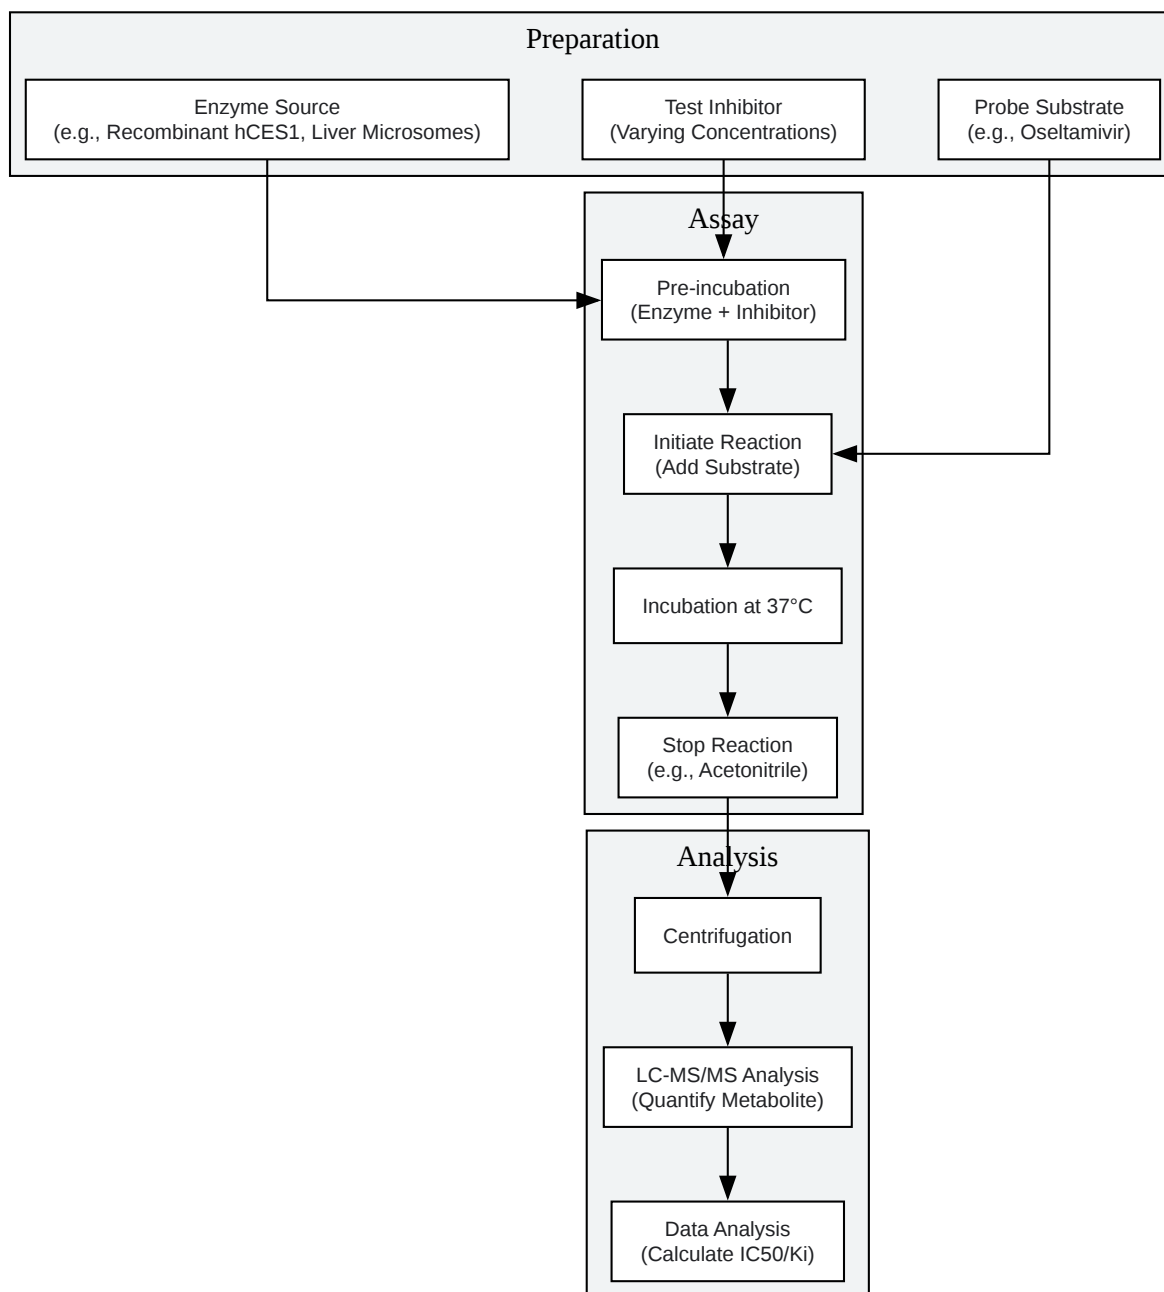 Preparation
Enzyme Source
(e.g., Recombinant hCES1, Liver Microsomes)
Test Inhibitor
(Varying Concentrations)
Probe Substrate
(e.g., Oseltamivir)
Assay
Pre-incubation
(Enzyme + Inhibitor)
Initiate Reaction
(Add Substrate)
Incubation at 37°C
Stop Reaction
(e.g., Acetonitrile)
Analysis
Centrifugation
LC-MS/MS Analysis
(Quantify Metabolite)
Data Analysis
(Calculate IC50/Ki)